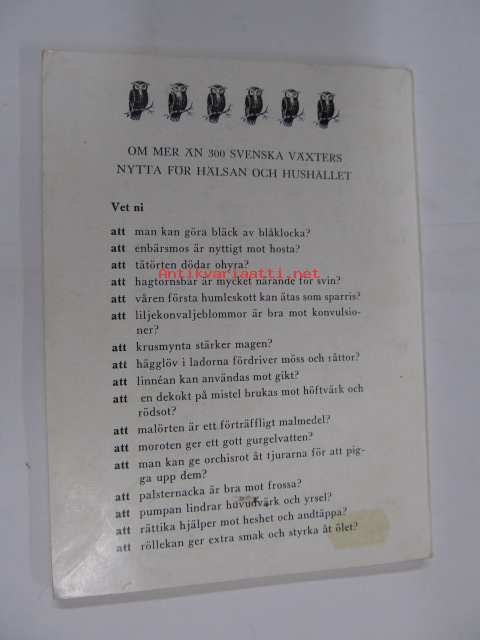 OM MER ÄN 300 SVENSKA VÄXTERS
NYTTA FÖR HÄLSAN OCH HUSHÅLLET
Vet ni
att man kan göra bläck av blåklocka?
att enbärsmos är nyttigt mot hosta?
att tätörten dödar ohyra?
Antikvariaatti.net
att hagtornsbär är mycket närande för svin?
att våren första humleskott kan ätas som sparris?
att liljekonvaljeblommor är bra mot konvulsio-
ner?
att krusmynta stärker magen?
att hägglöv i ladorna fördriver möss och råttor?
att linnéan kan användas mot gikt?
att en dekokt på mistel brukas mot höftvärk och
rödsot?
att malörten är ett förträffligt malmedel?
att moroten ger ett gott gurgelvatten?
att man kan ge orchisrot åt tjurarna för att pig-
ga upp dem?
att palsternacka är bra mot frossa?
att pumpan lindrar huvudvärk och yrsel?
att rättika hjälper mot heshet och andtäppa?
att röllekan ger extra smak och styrka åt ölet?